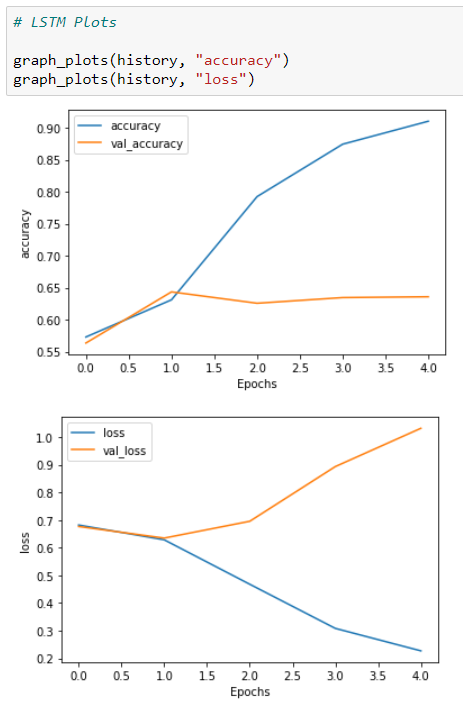 # LSTM Plots
graph_plots(history, "accuracy")
graph_plots(history, "loss")
accuracy
val_accuracy
0.90
0.85
0.80
0.75
0.70
0.65
0.60
0.55
accuracy
0.0 0.5 1.0 1.5 2.0 2.5 3.0 3.5 4.0
Epochs
loss
val_loss
1.0
0.9
0.8
0.7
0.6
0.5
0.4
0.3
0.2
loss
0.0 0.5 1.0 1.5 2.0 2.5 3.0 3.5 4.0
Epochs